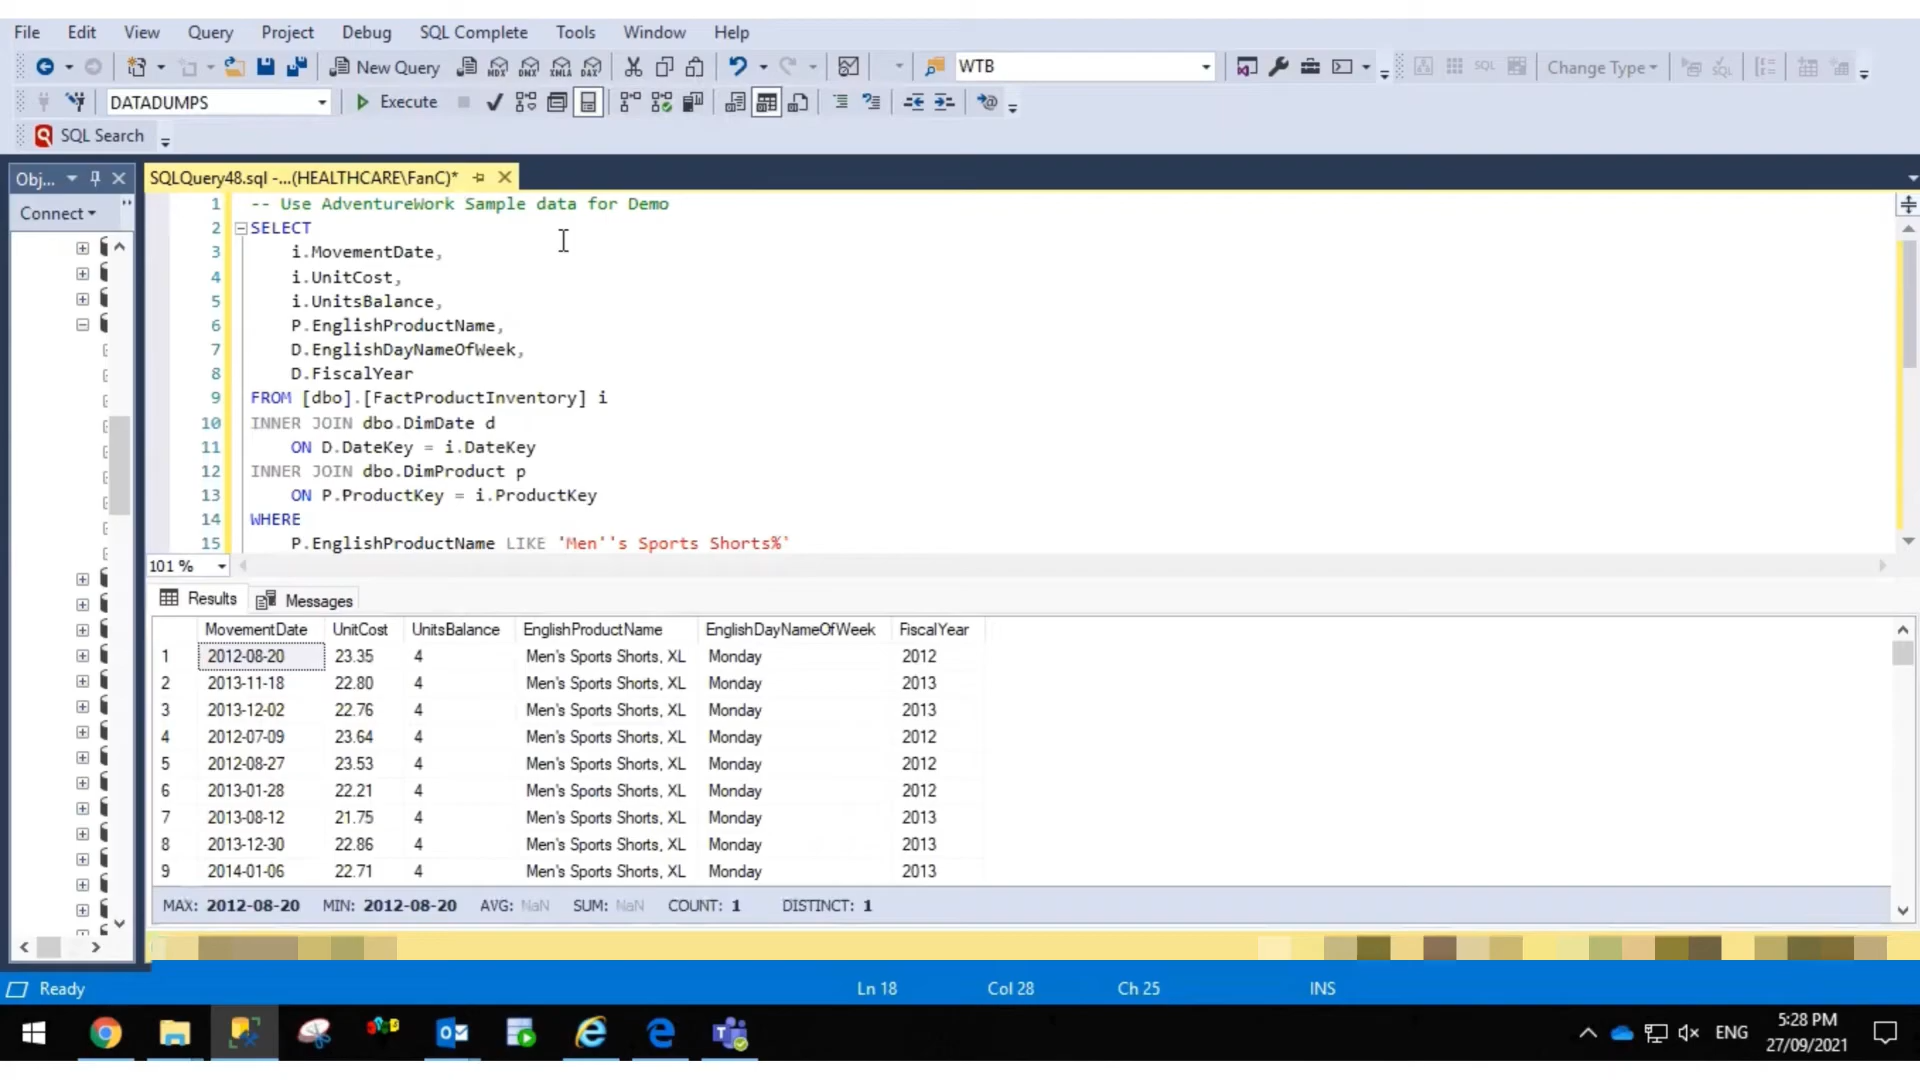 File Edit View Query Project Debug SQL Complete Tools Window Help
New Query MDX DMX XMLA DAX WTB SQL Change Type
DATADUMPS Execute
SQL Search
Obj... SQLQuery48.sql -...(HEALTHCARE\FanC)*
Connect
1 -- Use AdventureWork Sample data for Demo
2 SELECT
3 i.MovementDate,
4 i.UnitCost,
5 i.UnitsBalance,
6 P.EnglishProductName,
7 D.EnglishDayNameOfWeek,
8 D.FiscalYear
9 FROM [dbo].[FactProductInventory] i
10 INNER JOIN dbo.DimDate d
11 ON D.DateKey = i.DateKey
12 INNER JOIN dbo.DimProduct p
13 ON P.ProductKey = i.ProductKey
14 WHERE
15 P.EnglishProductName LIKE 'Men''s Sports Shorts%'
101 %
Results Messages
MovementDate UnitCost UnitsBalance EnglishProductName EnglishDayNameOfWeek FiscalYear
1 2012-08-20 23.35 4 Men's Sports Shorts, XL Monday 2012
2 2013-11-18 22.80 4 Men's Sports Shorts, XL Monday 2013
3 2013-12-02 22.76 4 Men's Sports Shorts, XL Monday 2013
4 2012-07-09 23.64 4 Men's Sports Shorts, XL Monday 2012
5 2012-08-27 23.53 4 Men's Sports Shorts, XL Monday 2012
6 2013-01-28 22.21 4 Men's Sports Shorts, XL Monday 2012
7 2013-08-12 21.75 4 Men's Sports Shorts, XL Monday 2013
8 2013-12-30 22.86 4 Men's Sports Shorts, XL Monday 2013
9 2014-01-06 22.71 4 Men's Sports Shorts, XL Monday 2013
MAX: 2012-08-20 MIN: 2012-08-20 AVG: NaN SUM: NaN COUNT: 1 DISTINCT: 1
Ready Ln 18 Col 28 Ch 25 INS
ENG 5:28 PM
27/09/2021